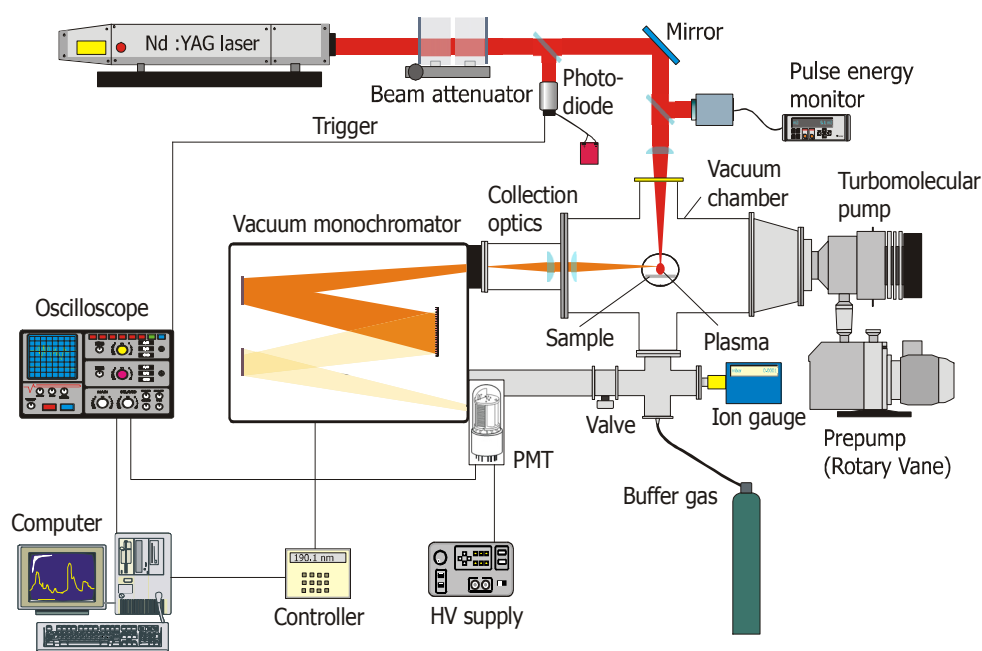 Nd :YAG laser
Mirror
Beam attenuator
Photo-
diode
Pulse energy
monitor
Trigger
Vacuum
chamber
Turbomolecular
pump
Collection
optics
Vacuum monochromator
Oscilloscope
Sample
Plasma
Valve
Ion gauge
Prepump
(Rotary Vane)
PMT
Buffer gas
Computer
190.1 nm
Controller
HV supply